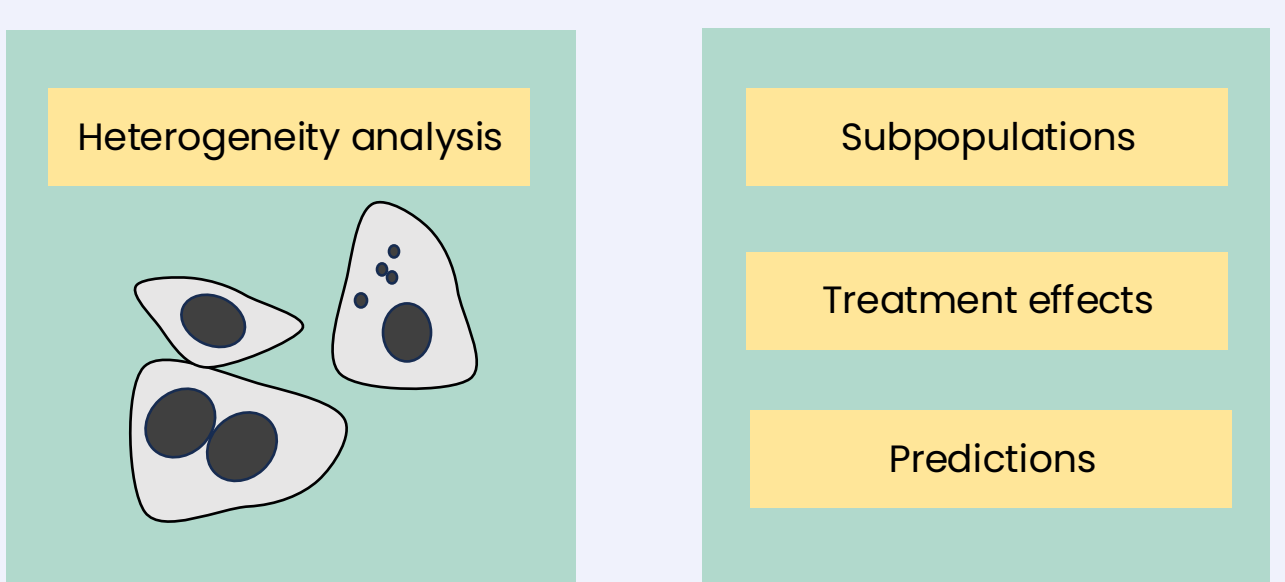 Heterogeneity analysis
Subpopulations
Treatment effects
Predictions